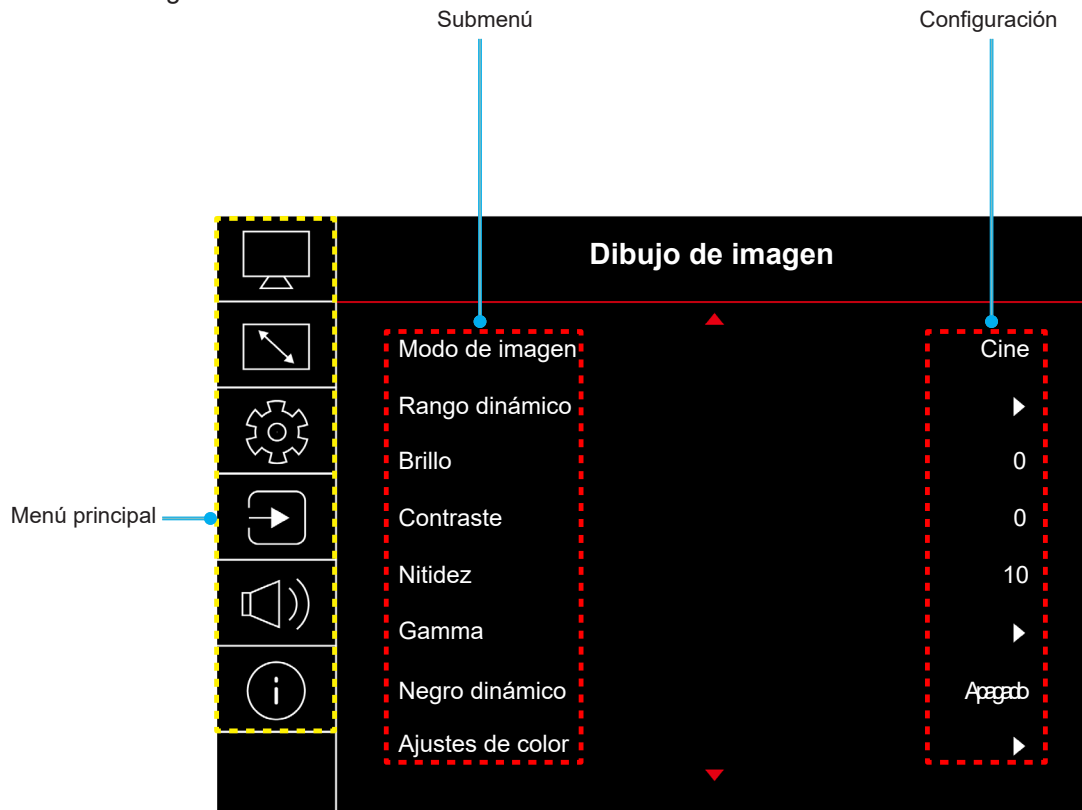 Submenú Configuración
Dibujo de imagen
Modo de imagen Cine
Rango dinámico
Brillo 0
Contraste 0
Menú principal
Nitidez 10
Gamma
Negro dinámico Apagado
Ajustes de color